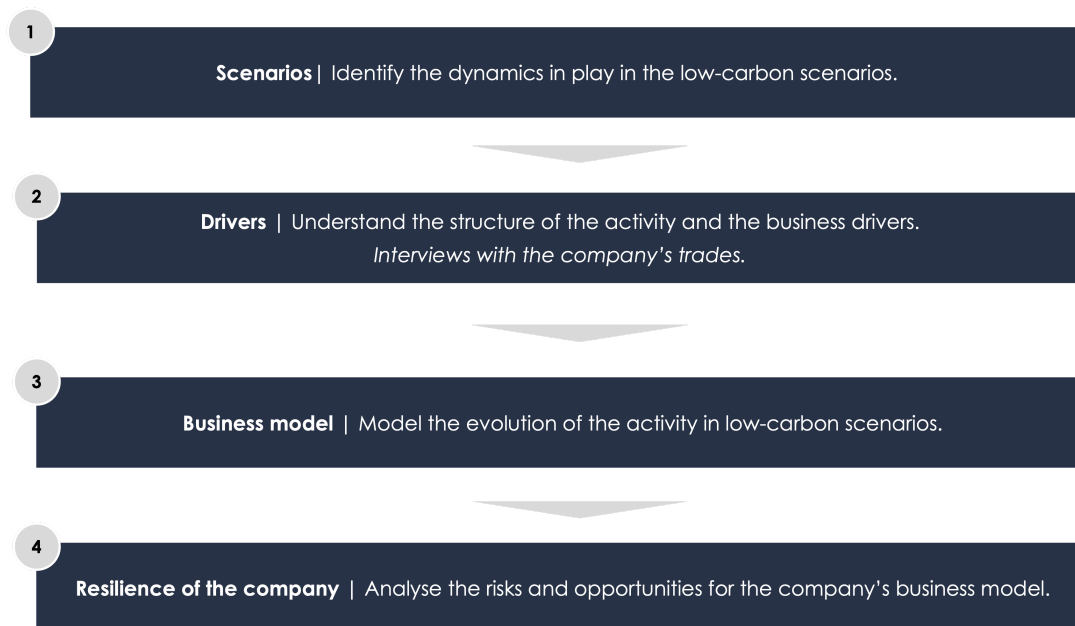 1
Scenarios| Identify the dynamics in play in the low-carbon scenarios.
2
Drivers | Understand the structure of the activity and the business drivers.
Interviews with the company’s trades.
3
Business model | Model the evolution of the activity in low-carbon scenarios.
4
Resilience of the company | Analyse the risks and opportunities for the company’s business model.